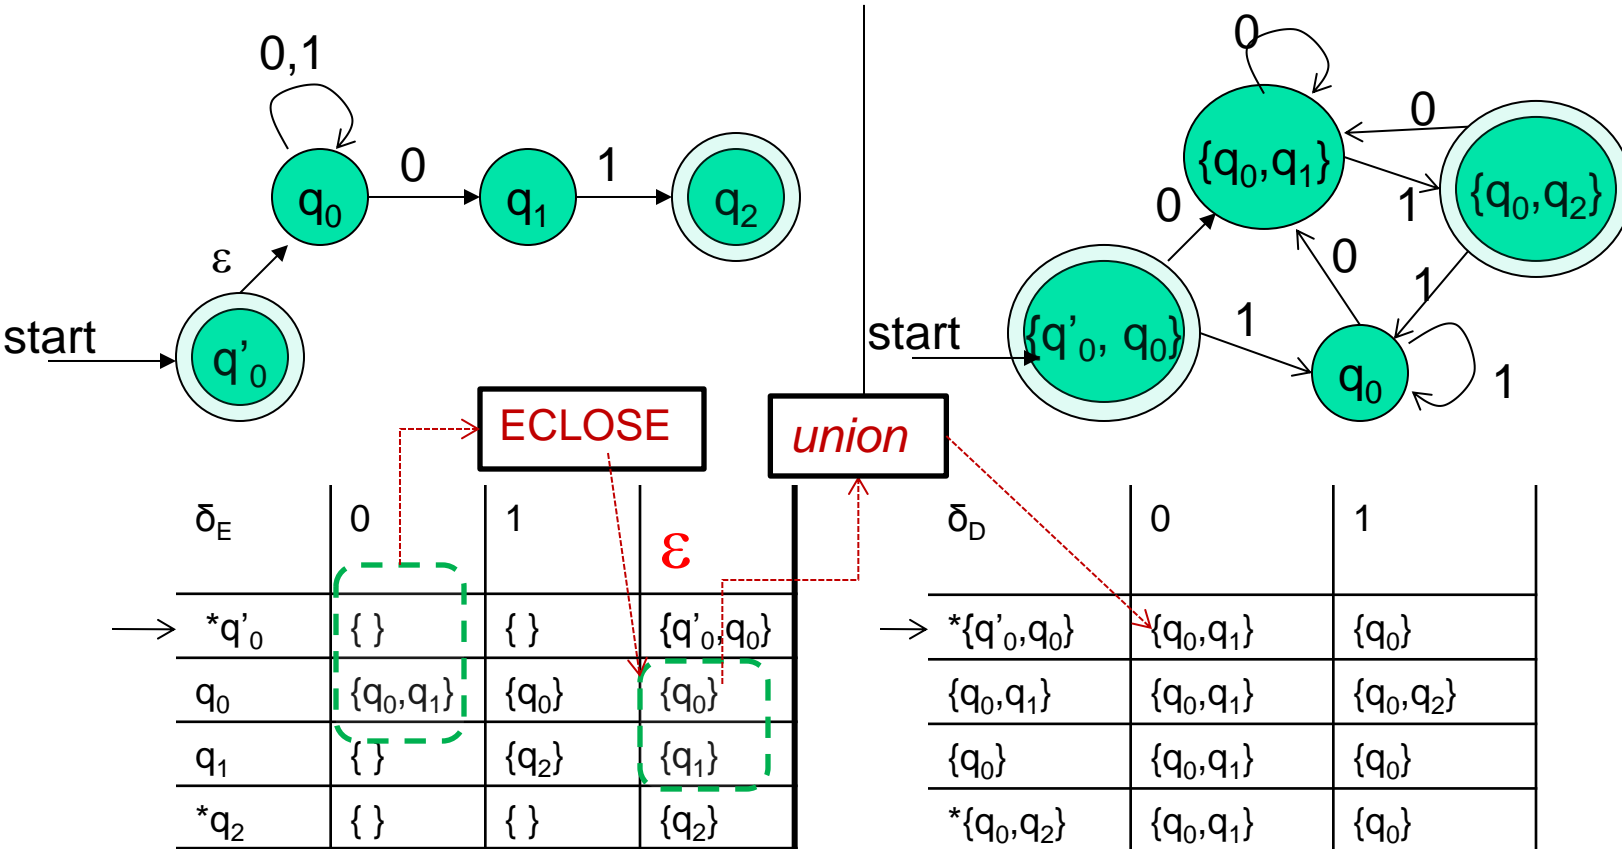 0,1
0
1
q0
q1
q2
ε
start
q’0
0
{q0,q1}
0
{q0,q2}
0
1
0
1
start
{q’0, q0}
1
q0
1
ECLOSE
union
δE 0 1 ε
*q’0 { } { } {q’0,q0}
q0 {q0,q1} {q0} {q0}
q1 { } {q2} {q1}
*q2 { } { } {q2}
δD 0 1
*{q’0,q0} {q0,q1} {q0}
{q0,q1} {q0,q1} {q0,q2}
{q0} {q0,q1} {q0}
*{q0,q2} {q0,q1} {q0}